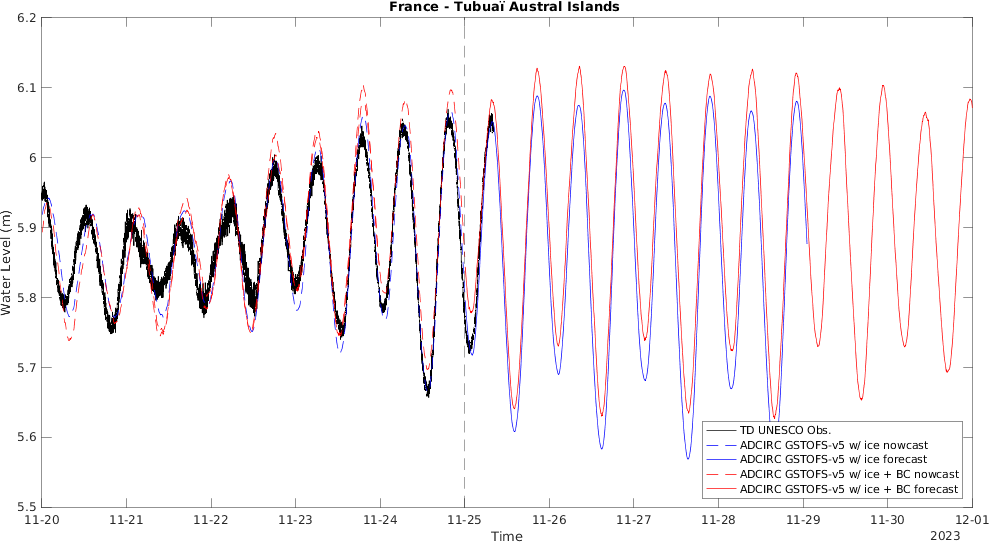 France - Tubuaï Austral Islands
6.2
6.1
6
5.9
5.8
5.7
5.6
5.5
Water Level (m)
TD UNESCO Obs.
ADCIRC GSTOFS-v5 w/ ice nowcast
ADCIRC GSTOFS-v5 w/ ice forecast
ADCIRC GSTOFS-v5 w/ ice + BC nowcast
ADCIRC GSTOFS-v5 w/ ice + BC forecast
11-20 11-21 11-22 11-23 11-24 11-25 11-26 11-27 11-28 11-29 11-30 12-01
Time
2023